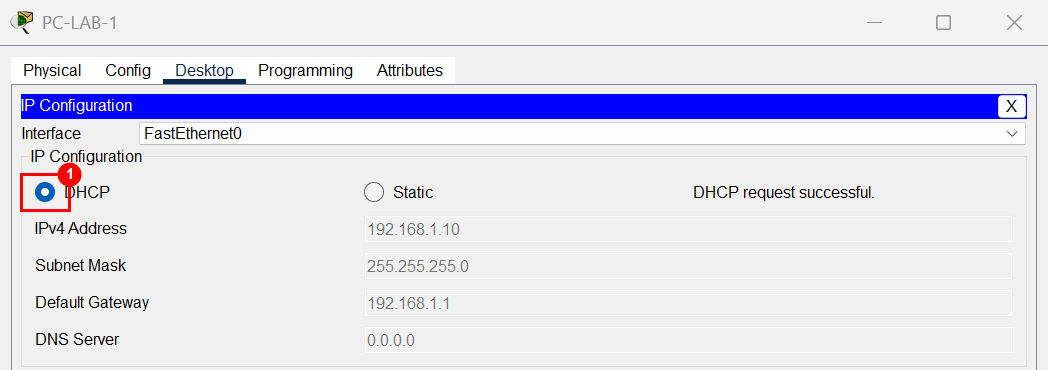 PC-LAB-1
Physical Config Desktop Programming Attributes
IP Configuration X
Interface FastEthernet0
IP Configuration
1
DHCP Static DHCP request successful.
IPv4 Address 192.168.1.10
Subnet Mask 255.255.255.0
Default Gateway 192.168.1.1
DNS Server 0.0.0.0